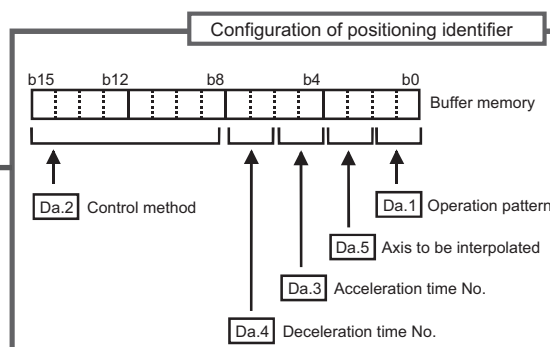 Configuration of positioning identifier
b15 b12 b8 b4 b0
Buffer memory
Da.2 Control method
Da.1 Operation pattern
Da.5 Axis to be interpolated
Da.3 Acceleration time No.
Da.4 Deceleration time No.